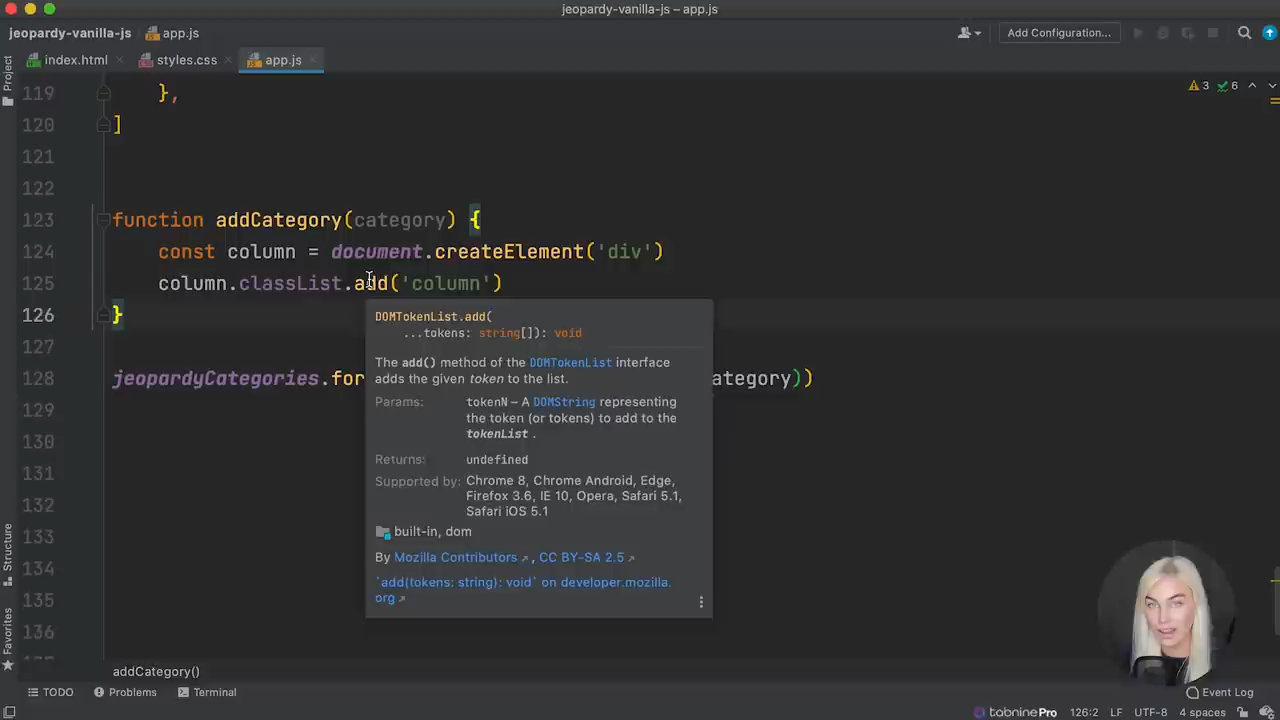 jeopardy-vanilla-js – app.js
jeopardy-vanilla-js app.js Add Configuration...
index.html styles.css app.js
Project
3 6
119 },
120 ]
121
122
123 function addCategory(category) {
124 const column = document.createElement('div')
125 column.classList.add('column')
126 }
127
128 jeopardyCategories.for ategory))
129
130
131
132
133
134
135
136
DOMTokenList.add(
...tokens: string[]): void
The add() method of the DOMTokenList interface
adds the given token to the list.
Params: tokenN – A DOMString representing
the token (or tokens) to add to the
tokenList .
Returns: undefined
Supported by: Chrome 8, Chrome Android, Edge,
Firefox 3.6, IE 10, Opera, Safari 5.1,
Safari iOS 5.1
built-in, dom
By Mozilla Contributors , CC BY-SA 2.5
`add(tokens: string): void` on developer.mozilla.
org
Structure
Favorites
addCategory()
TODO Problems Terminal Event Log
tabnine Pro 126:2 LF UTF-8 4 spaces